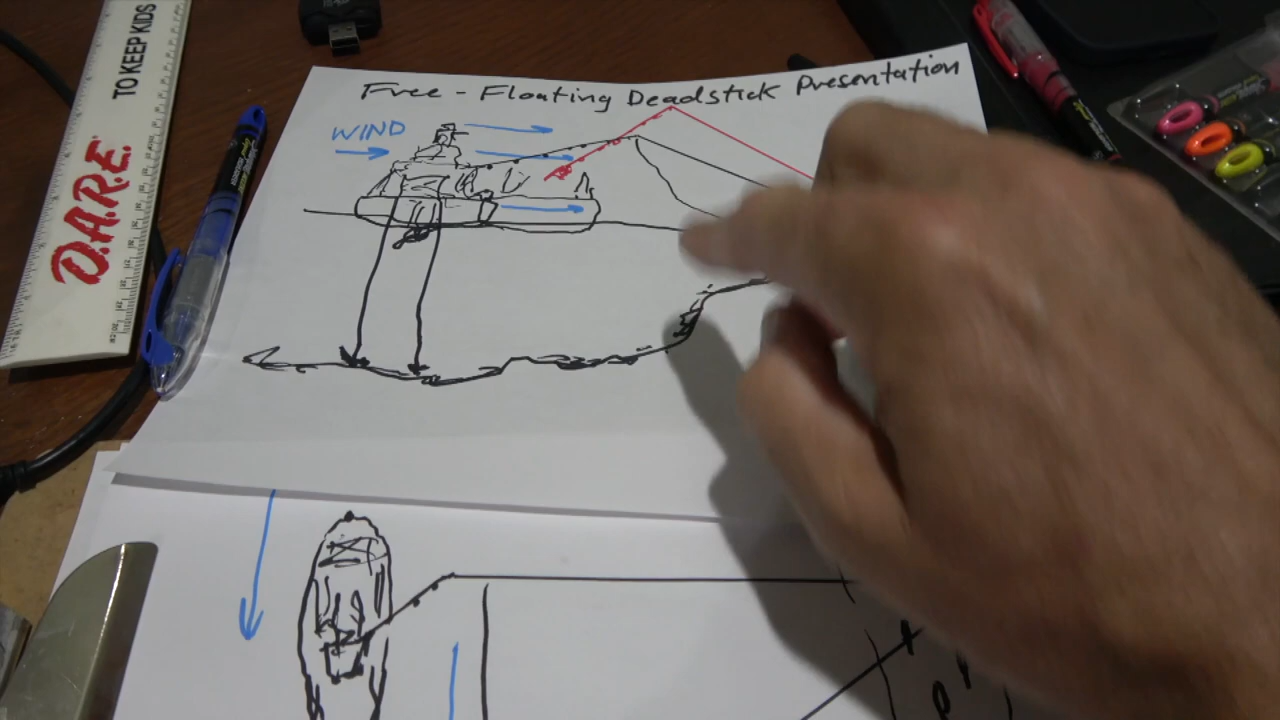 Free-Floating Deadstick Presentation
WIND
D.A.R.E.
TO KEEP KIDS